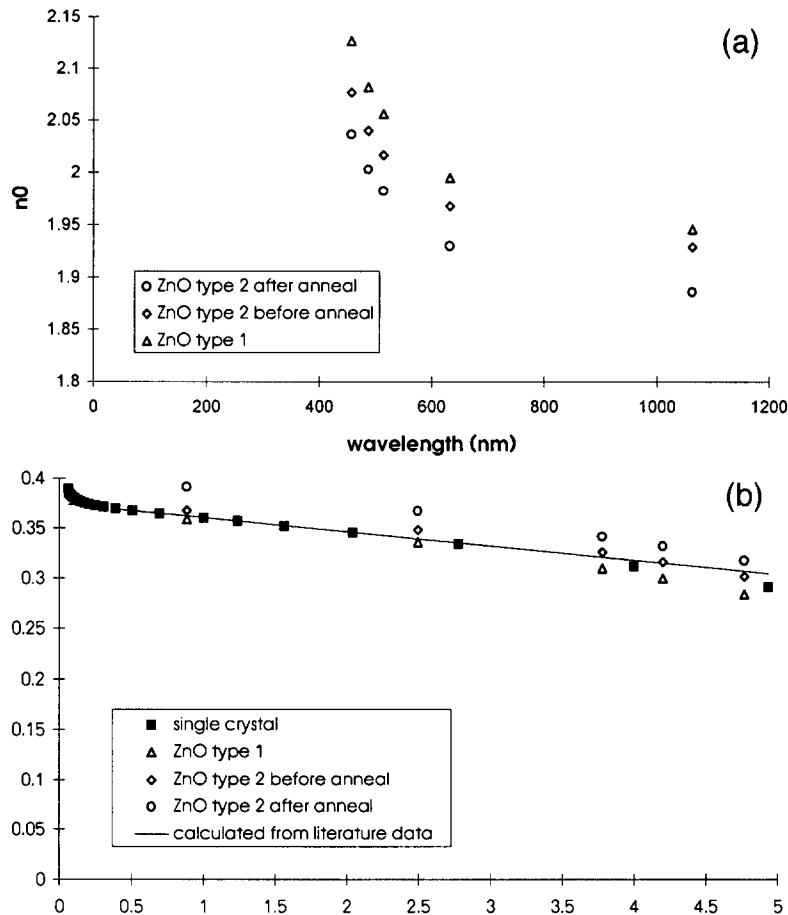 2.15
(a)
2.1
2.05
2
n0
1.95
1.9
1.85
1.8
ZnO type 2 after anneal
ZnO type 2 before anneal
ZnO type 1
0 200 400 600 800 1000 1200
wavelength (nm)
0.4
(b)
0.35
0.3
0.25
0.2
0.15
0.1
0.05
0
single crystal
ZnO type 1
ZnO type 2 before anneal
ZnO type 2 after anneal
calculated from literature data
0 0.5 1 1.5 2 2.5 3 3.5 4 4.5 5